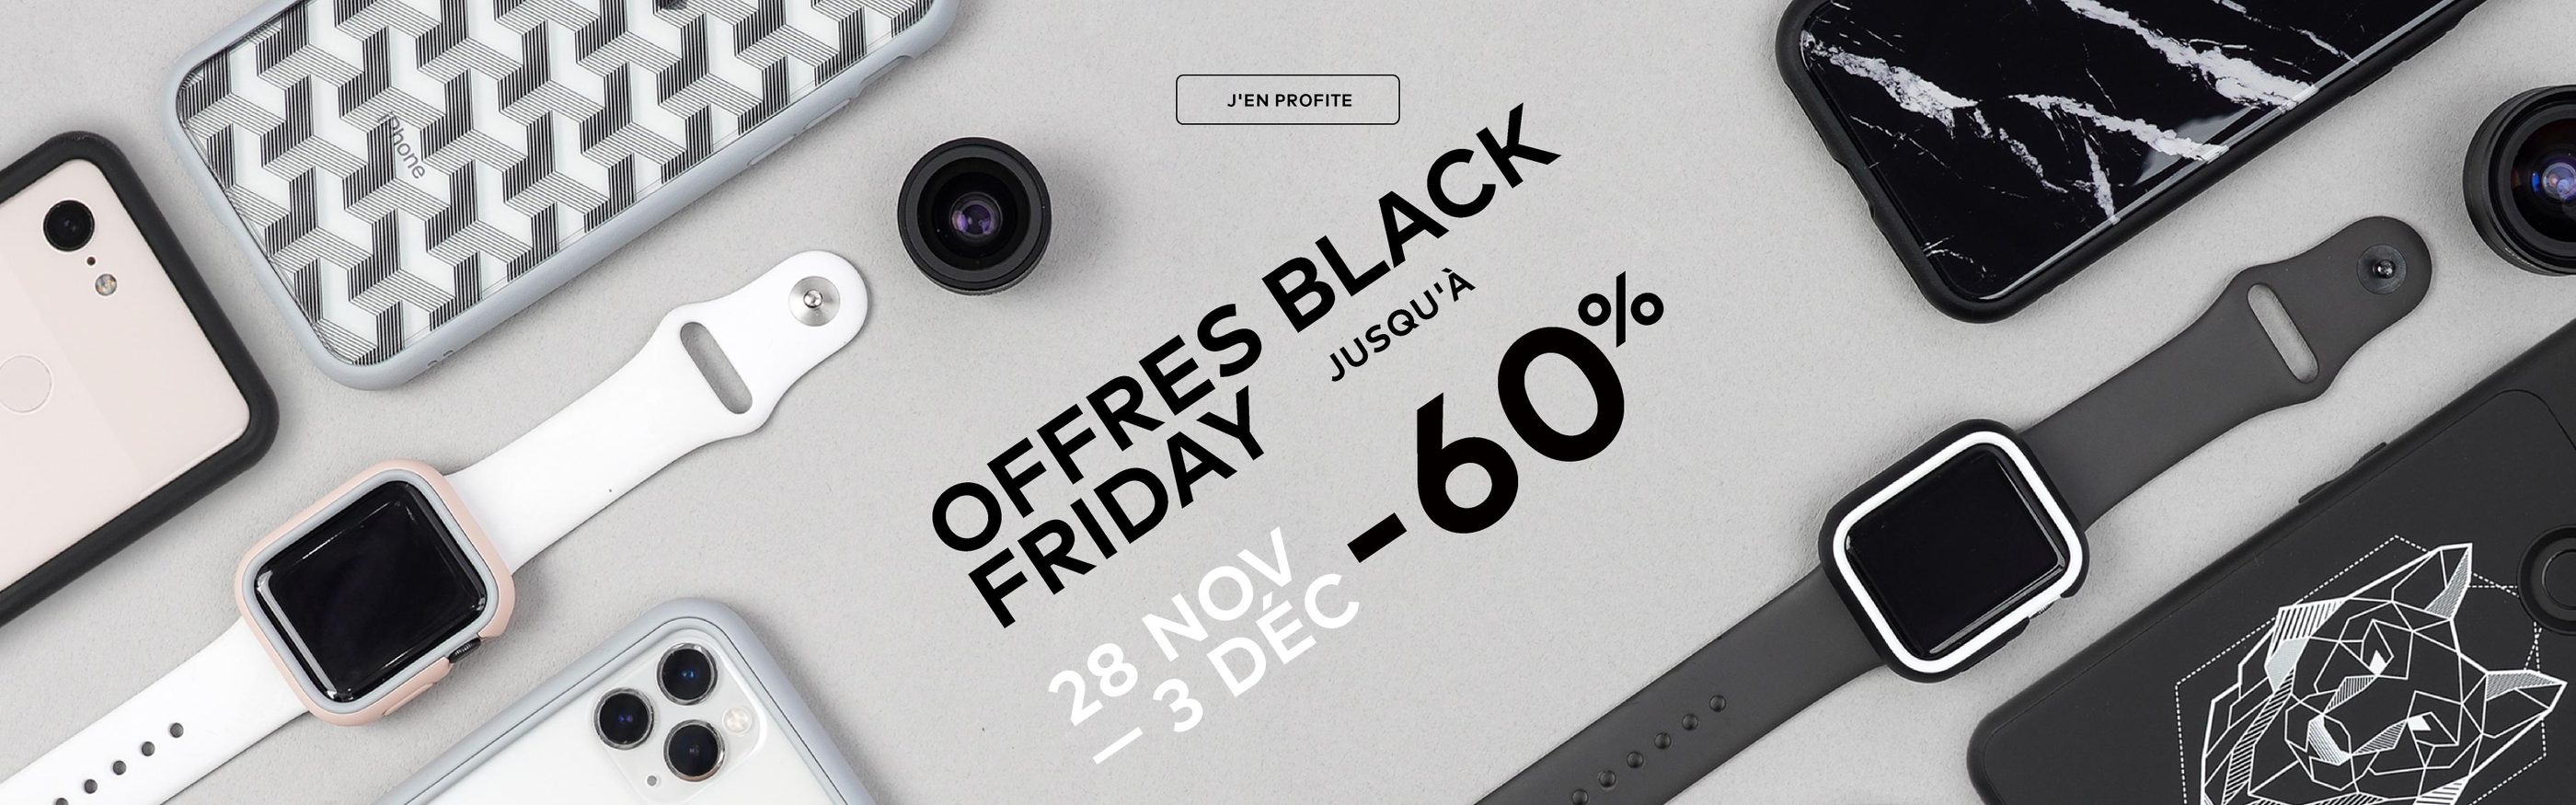 iPhone
J'EN PROFITE
OFFRES BLACK
FRIDAY
JUSQU'À
-60%
28 NOV
— 3 DÉC